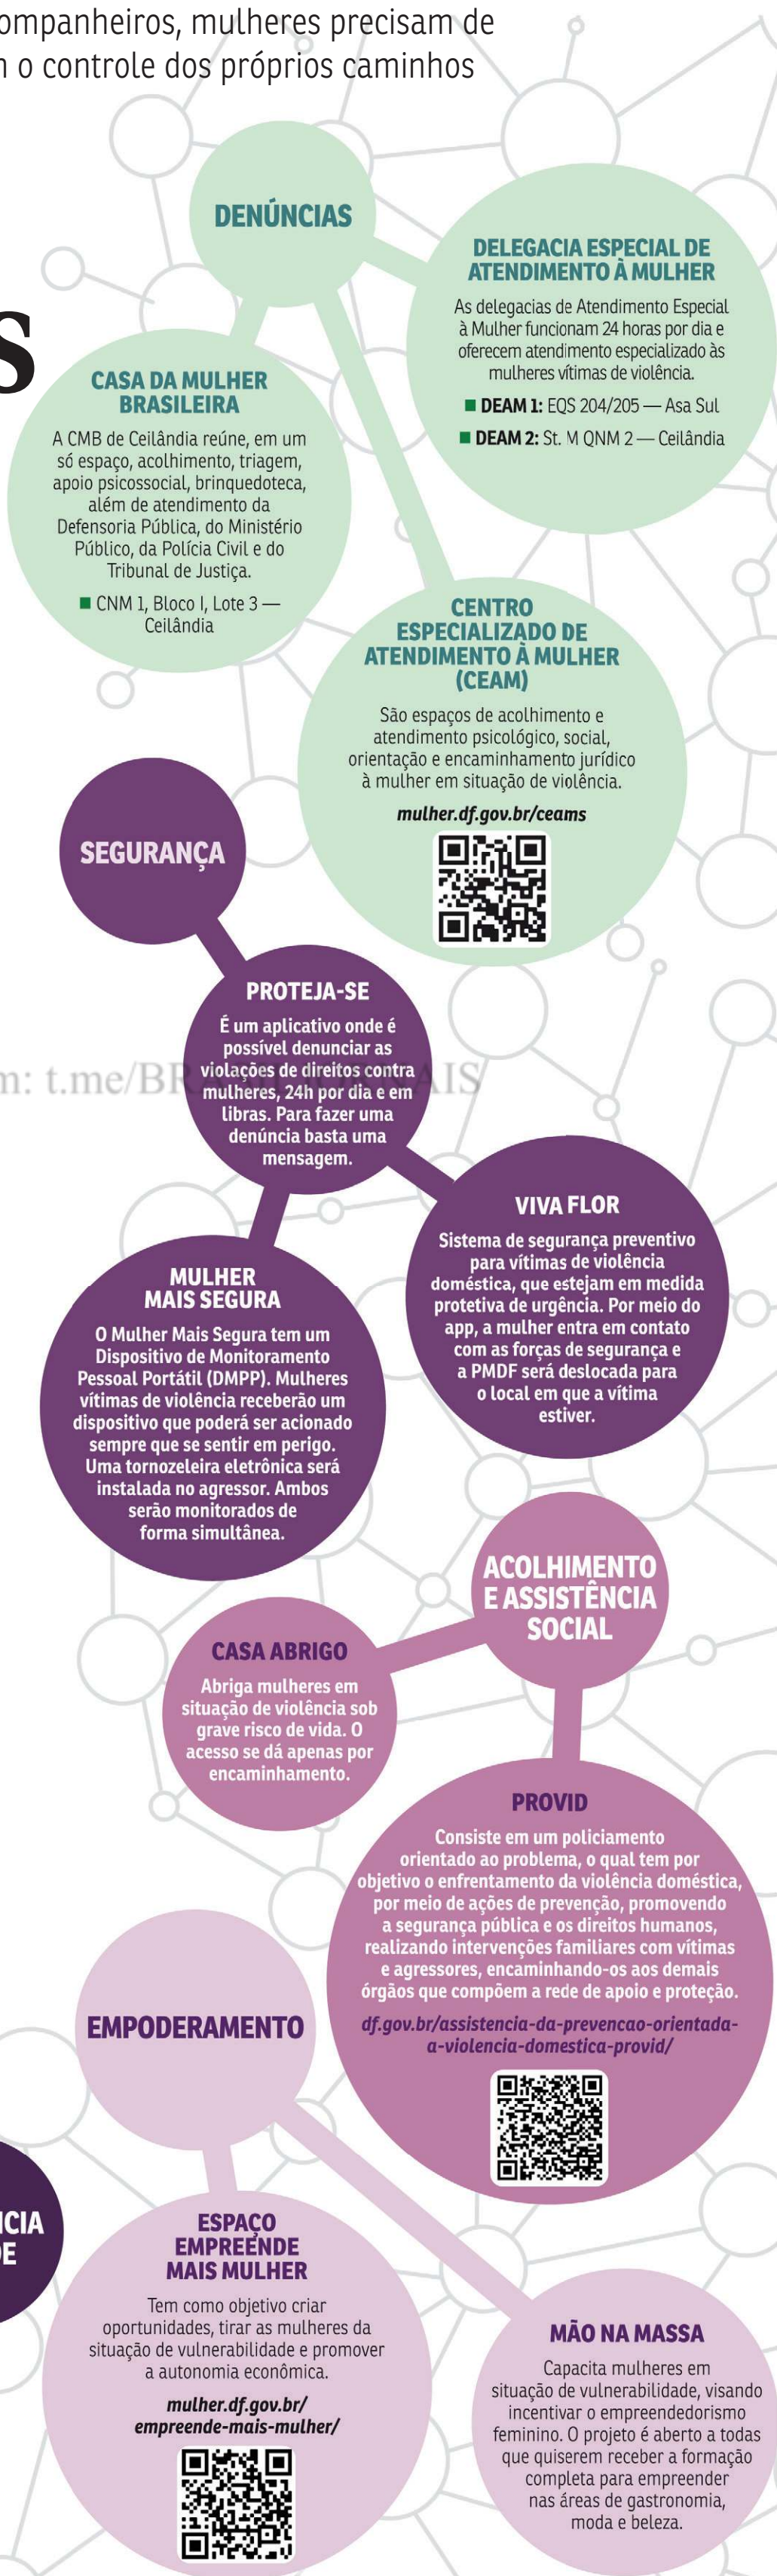 ompanheiros, mulheres precisam de
o controle dos próprios caminhos
S
DENÚNCIAS
DELEGACIA ESPECIAL DE
ATENDIMENTO À MULHER
As delegacias de Atendimento Especial
à Mulher funcionam 24 horas por dia e
oferecem atendimento especializado às
mulheres vítimas de violência.
DEAM 1: EQS 204/205 — Asa Sul
DEAM 2: St. M QNM 2 — Ceilândia
CASA DA MULHER
BRASILEIRA
A CMB de Ceilândia reúne, em um
só espaço, acolhimento, triagem,
apoio psicossocial, brinquedoteca,
além de atendimento da
Defensoria Pública, do Ministério
Público, da Polícia Civil e do
Tribunal de Justiça.
CNM 1, Bloco I, Lote 3 —
Ceilândia
CENTRO
ESPECIALIZADO DE
ATENDIMENTO À MULHER
(CEAM)
São espaços de acolhimento e
atendimento psicológico, social,
orientação e encaminhamento jurídico
à mulher em situação de violência.
mulher.df.gov.br/ceams
SEGURANÇA
PROTEJA-SE
É um aplicativo onde é
possível denunciar as
violações de direitos contra
mulheres, 24h por dia e em
libras. Para fazer uma
denúncia basta uma
mensagem.
m: t.me/BRASILJORNAIS
VIVA FLOR
Sistema de segurança preventivo
para vítimas de violência
doméstica, que estejam em medida
protetiva de urgência. Por meio do
app, a mulher entra em contato
com as forças de segurança e
a PMDF será deslocada para
o local em que a vítima
estiver.
MULHER
MAIS SEGURA
O Mulher Mais Segura tem um
Dispositivo de Monitoramento
Pessoal Portátil (DMPP). Mulheres
vítimas de violência receberão um
dispositivo que poderá ser acionado
sempre que se sentir em perigo.
Uma tornozeleira eletrônica será
instalada no agressor. Ambos
serão monitorados de
forma simultânea.
ACOLHIMENTO
E ASSISTÊNCIA
SOCIAL
CASA ABRIGO
Abriga mulheres em
situação de violência sob
grave risco de vida. O
acesso se dá apenas por
encaminhamento.
PROVID
Consiste em um policiamento
orientado ao problema, o qual tem por
objetivo o enfrentamento da violência doméstica,
por meio de ações de prevenção, promovendo
a segurança pública e os direitos humanos,
realizando intervenções familiares com vítimas
e agressores, encaminhando-os aos demais
órgãos que compõem a rede de apoio e proteção.
df.gov.br/assistencia-da-prevencao-orientada-
a-violencia-domestica-provid/
EMPODERAMENTO
NCIA
DE
ESPAÇO
EMPREENDE
MAIS MULHER
Tem como objetivo criar
oportunidades, tirar as mulheres da
situação de vulnerabilidade e promover
a autonomia econômica.
mulher.df.gov.br/
empreende-mais-mulher/
MÃO NA MASSA
Capacita mulheres em
situação de vulnerabilidade, visando
incentivar o empreendedorismo
feminino. O projeto é aberto a todas
que quiserem receber a formação
completa para empreender
nas áreas de gastronomia,
moda e beleza.